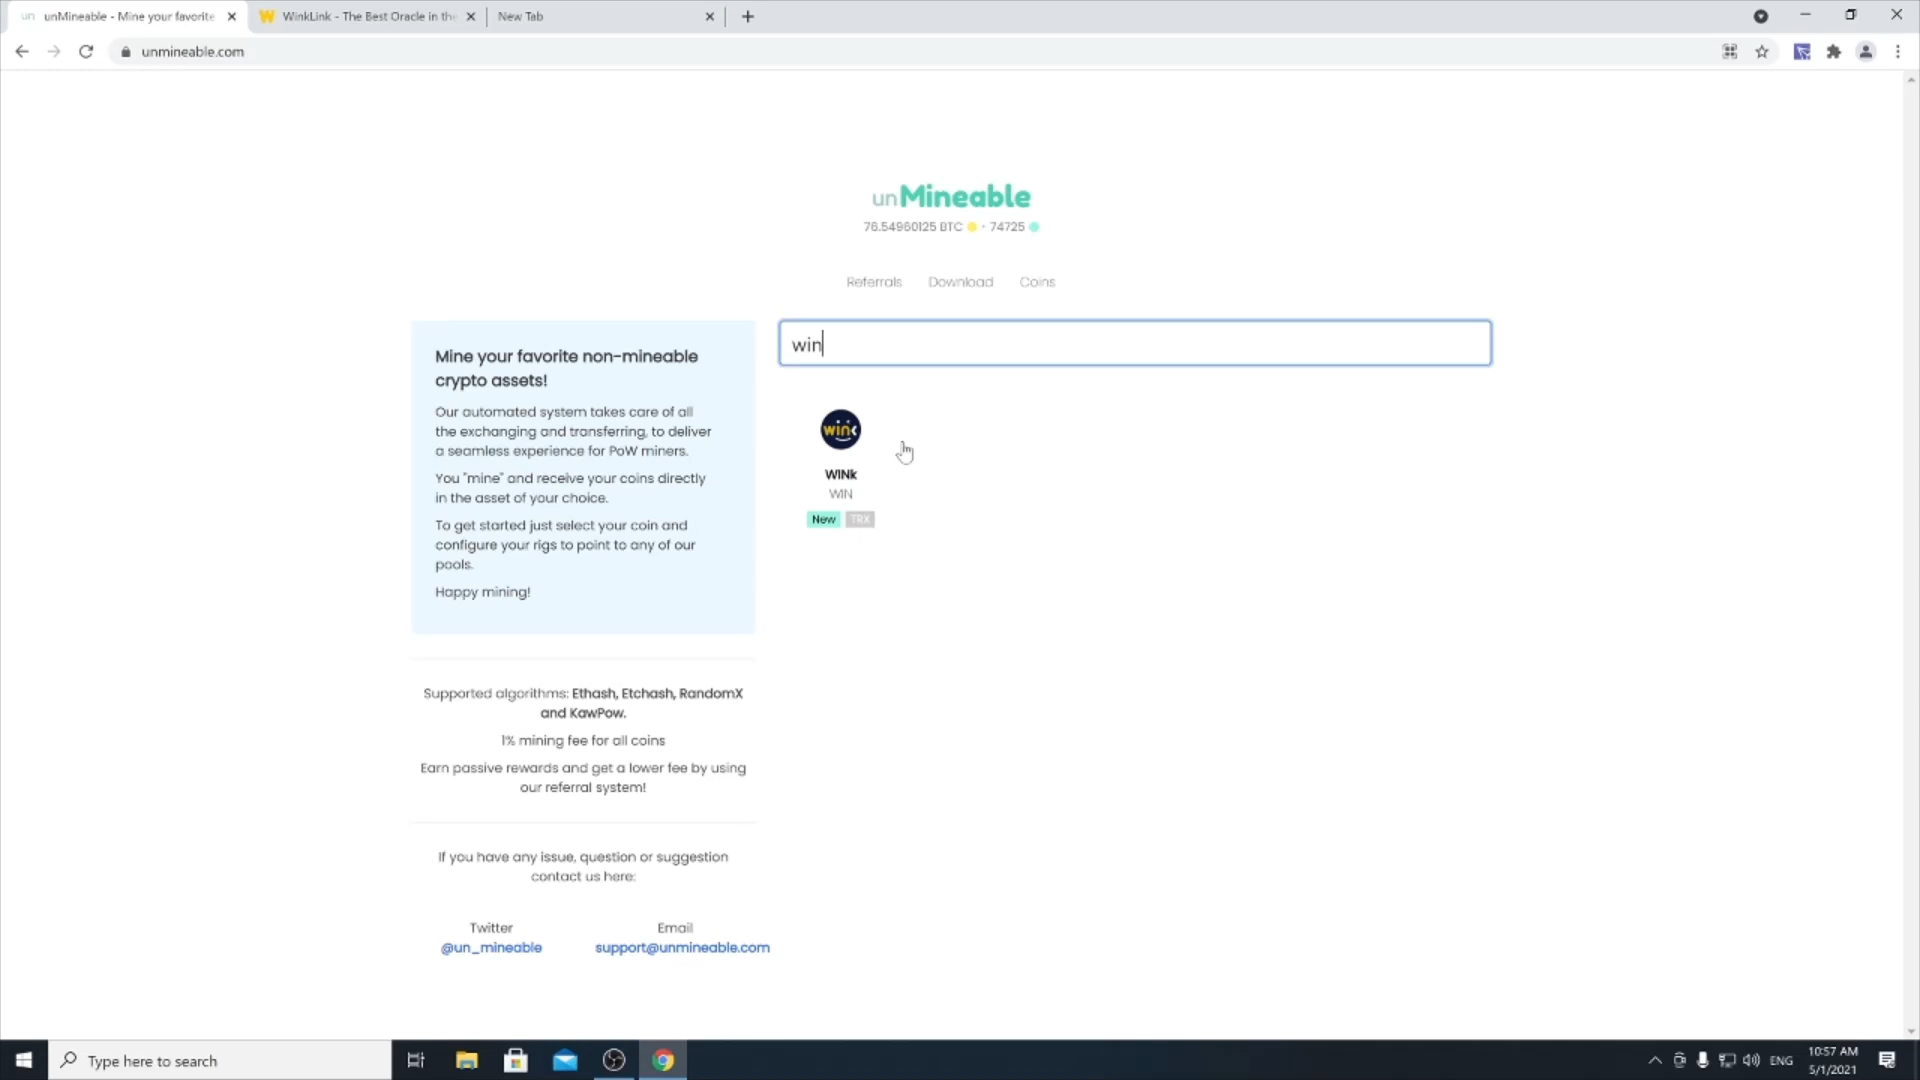 un unMineable - Mine your favorite
WinkLink - The Best Oracle in the
New Tab
unmineable.com
unMineable
76.54960125 BTC · 74725
Referrals Download Coins
win
Mine your favorite non-mineable
crypto assets!
Our automated system takes care of all
the exchanging and transferring, to deliver
a seamless experience for PoW miners.
You "mine" and receive your coins directly
in the asset of your choice.
To get started just select your coin and
configure your rigs to point to any of our
pools.
Happy mining!
wink
WINk
WIN
New TRX
Supported algorithms: Ethash, Etchash, RandomX
and KawPow.
1% mining fee for all coins
Earn passive rewards and get a lower fee by using
our referral system!
If you have any issue, question or suggestion
contact us here:
Twitter
@un_mineable
Email
support@unmineable.com
Type here to search
ENG
10:57 AM
5/1/2021